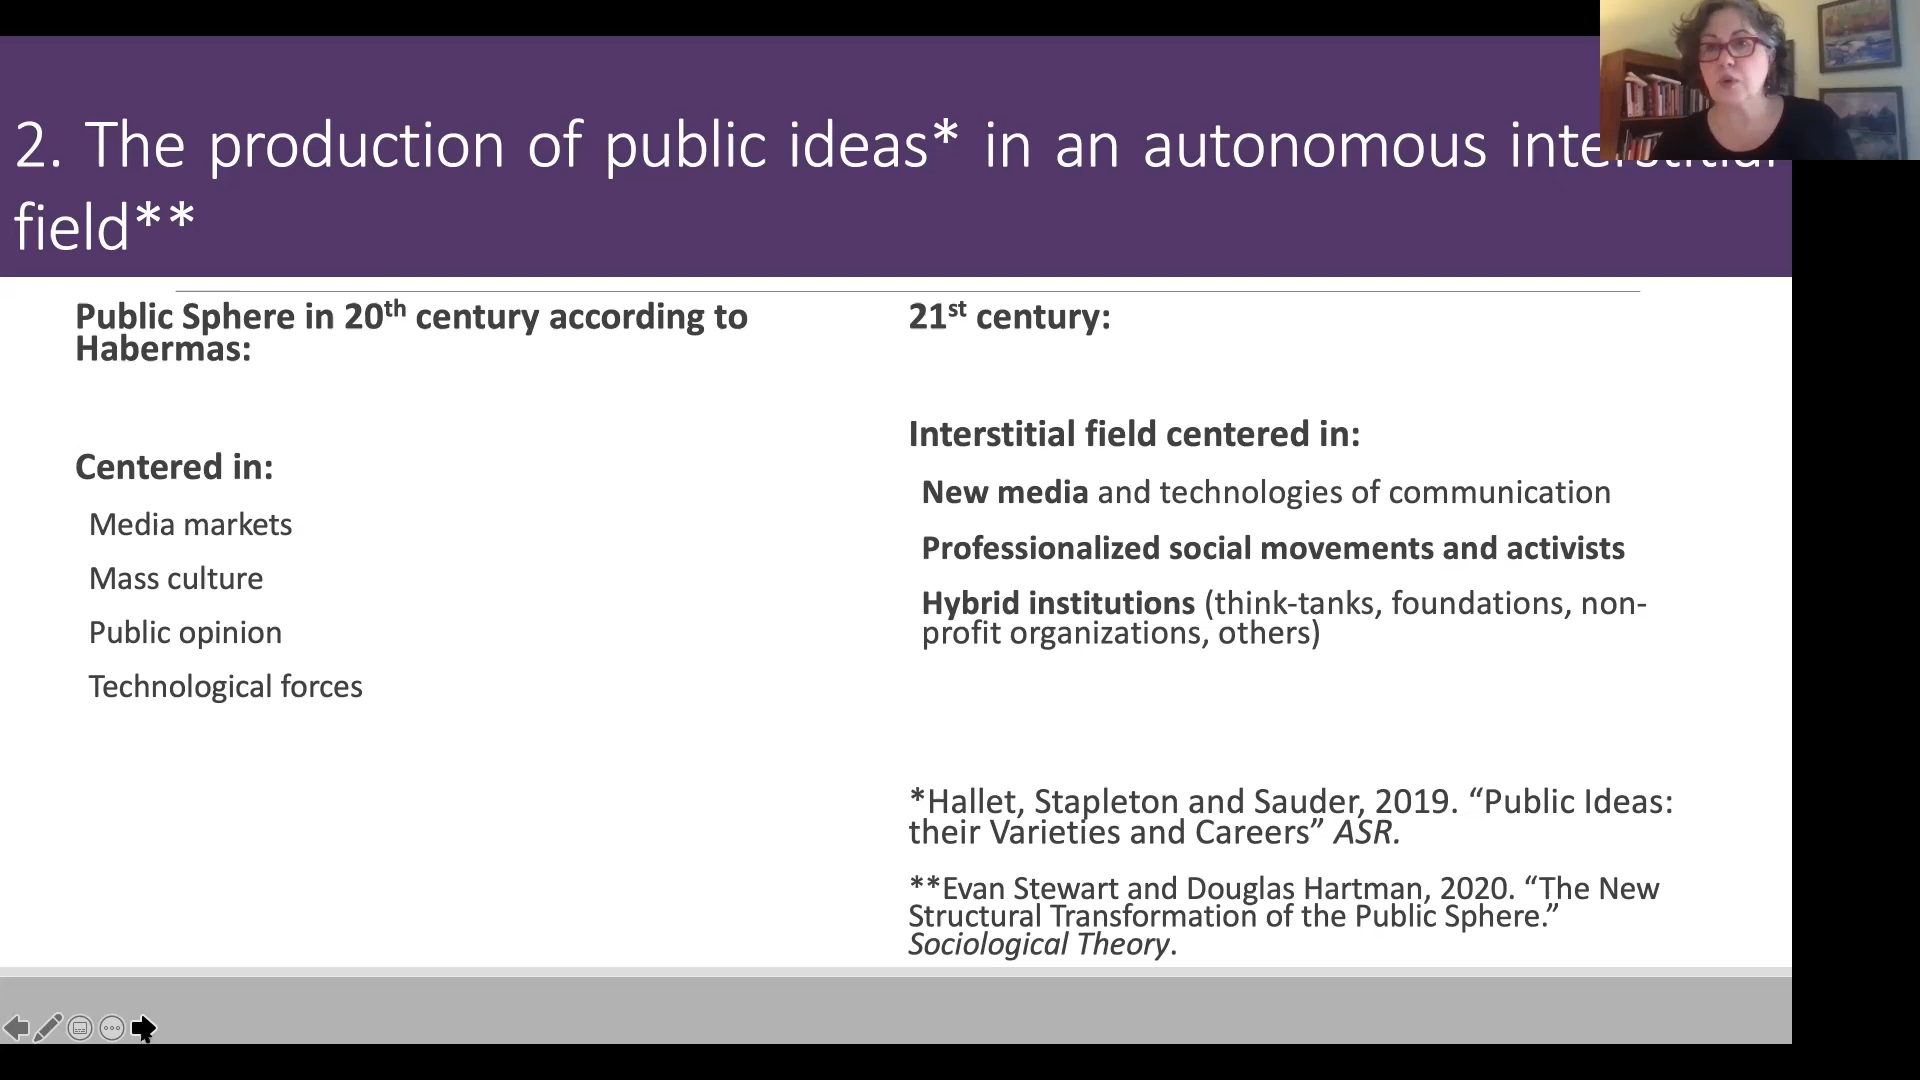 2. The production of public ideas* in an autonomous interstitial
field**
Public Sphere in 20th century according to
Habermas:
Centered in:
Media markets
Mass culture
Public opinion
Technological forces
21st century:
Interstitial field centered in:
New media and technologies of communication
Professionalized social movements and activists
Hybrid institutions (think-tanks, foundations, non-
profit organizations, others)
*Hallet, Stapleton and Sauder, 2019. “Public Ideas:
their Varieties and Careers” ASR.
**Evan Stewart and Douglas Hartman, 2020. “The New
Structural Transformation of the Public Sphere.”
Sociological Theory.